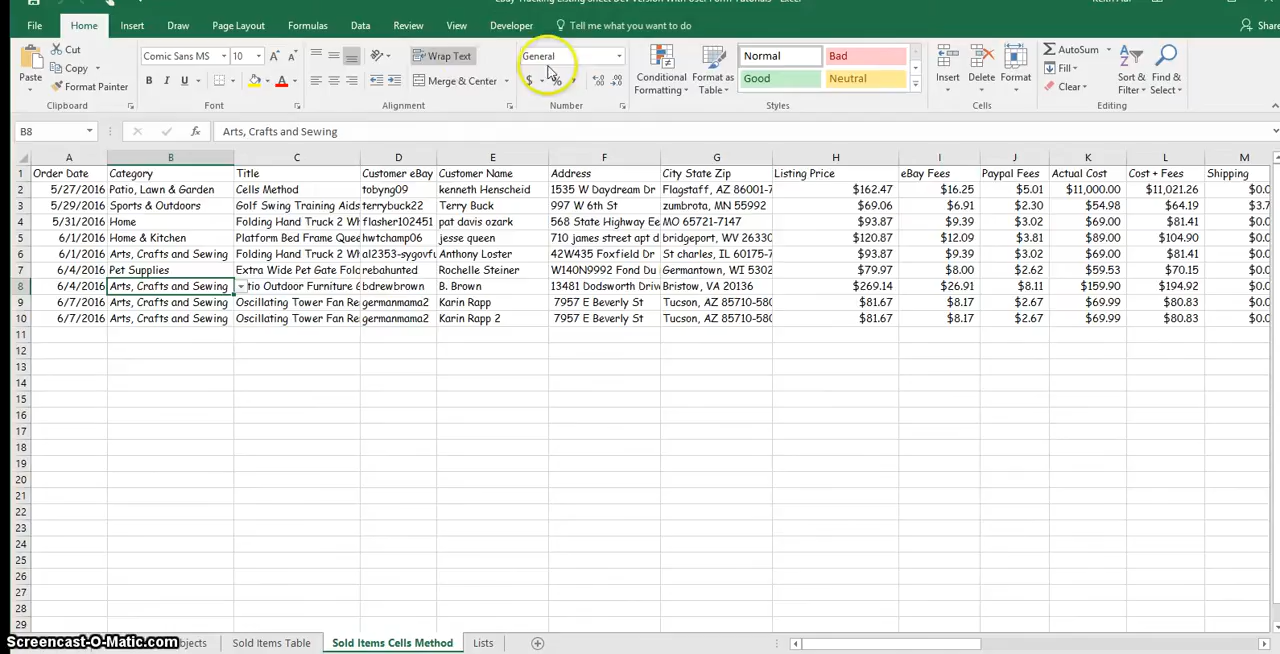 eBay Tracking Listing Sheet Dev Version With User Form Tutorials - Excel
File Home Insert Draw Page Layout Formulas Data Review View Developer Tell me what you want to do Share
Paste Cut Copy Format Painter Clipboard
Comic Sans MS 10 B I U A Font
Wrap Text Merge & Center Alignment
General $ % Number
Conditional Formatting Format as Table Normal Bad Good Neutral Styles
Insert Delete Format Cells
AutoSum Fill Clear Sort & Filter Find & Select Editing
B8 fx Arts, Crafts and Sewing
A B C D E F G H I J K L M
1 Order Date Category Title Customer eBay Customer Name Address City State Zip Listing Price eBay Fees Paypal Fees Actual Cost Cost + Fees Shipping
2 5/27/2016 Patio, Lawn & Garden Cells Method tobyng09 kenneth Henscheid 1535 W Daydream Dr Flagstaff, AZ 86001-7 $162.47 $16.25 $5.01 $11,000.00 $11,021.26 $0.0
3 5/29/2016 Sports & Outdoors Golf Swing Training Aids terrybuck22 Terry Buck 997 W 6th St zumbrota, MN 55992 $69.06 $6.91 $2.30 $54.98 $64.19 $3.7
4 5/31/2016 Home Folding Hand Truck 2 Wh flasher102451 pat davis ozark 568 State Highway Ee MO 65721-7147 $93.87 $9.39 $3.02 $69.00 $81.41 $0.0
5 6/1/2016 Home & Kitchen Platform Bed Frame Quee hwtchamp06 jesse queen 710 james street apt d bridgeport, WV 26330 $120.87 $12.09 $3.81 $89.00 $104.90 $0.0
6 6/1/2016 Arts, Crafts and Sewing Folding Hand Truck 2 Wh al2353-sygovfu Anthony Loster 42W435 Foxfield Dr St charles, IL 60175-7 $93.87 $9.39 $3.02 $69.00 $81.41 $0.0
7 6/4/2016 Pet Supplies Extra Wide Pet Gate Fold rebahunted Rochelle Steiner W140N9992 Fond Du Germantown, WI 5302 $79.97 $8.00 $2.62 $59.53 $70.15 $0.0
8 6/4/2016 Arts, Crafts and Sewing tio Outdoor Furniture bdrewbrown B. Brown 13481 Dodsworth Driv Bristow, VA 20136 $269.14 $26.91 $8.11 $159.90 $194.92 $0.0
9 6/7/2016 Arts, Crafts and Sewing Oscillating Tower Fan Re germanmama2 Karin Rapp 7957 E Beverly St Tucson, AZ 85710-580 $81.67 $8.17 $2.67 $69.99 $80.83 $0.0
10 6/7/2016 Arts, Crafts and Sewing Oscillating Tower Fan Re germanmama2 Karin Rapp 2 7957 E Beverly St Tucson, AZ 85710-580 $81.67 $8.17 $2.67 $69.99 $80.83 $0.0
11
12
13
14
15
16
17
18
19
20
21
22
23
24
25
26
27
28
29
bjects Sold Items Table Sold Items Cells Method Lists
Screencast-O-Matic.com